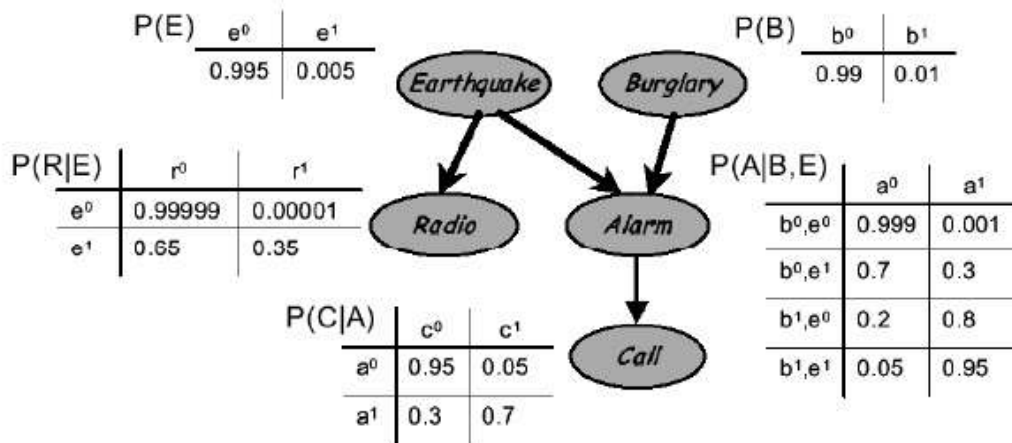 P(E) e⁰ e¹
0.995 0.005
Earthquake
Burglary
P(B) b⁰ b¹
0.99 0.01
P(R|E) r⁰ r¹
e⁰ 0.99999 0.00001
e¹ 0.65 0.35
Radio
Alarm
P(A|B,E) a⁰ a¹
b⁰,e⁰ 0.999 0.001
b⁰,e¹ 0.7 0.3
b¹,e⁰ 0.2 0.8
b¹,e¹ 0.05 0.95
P(C|A) c⁰ c¹
a⁰ 0.95 0.05
a¹ 0.3 0.7
Call